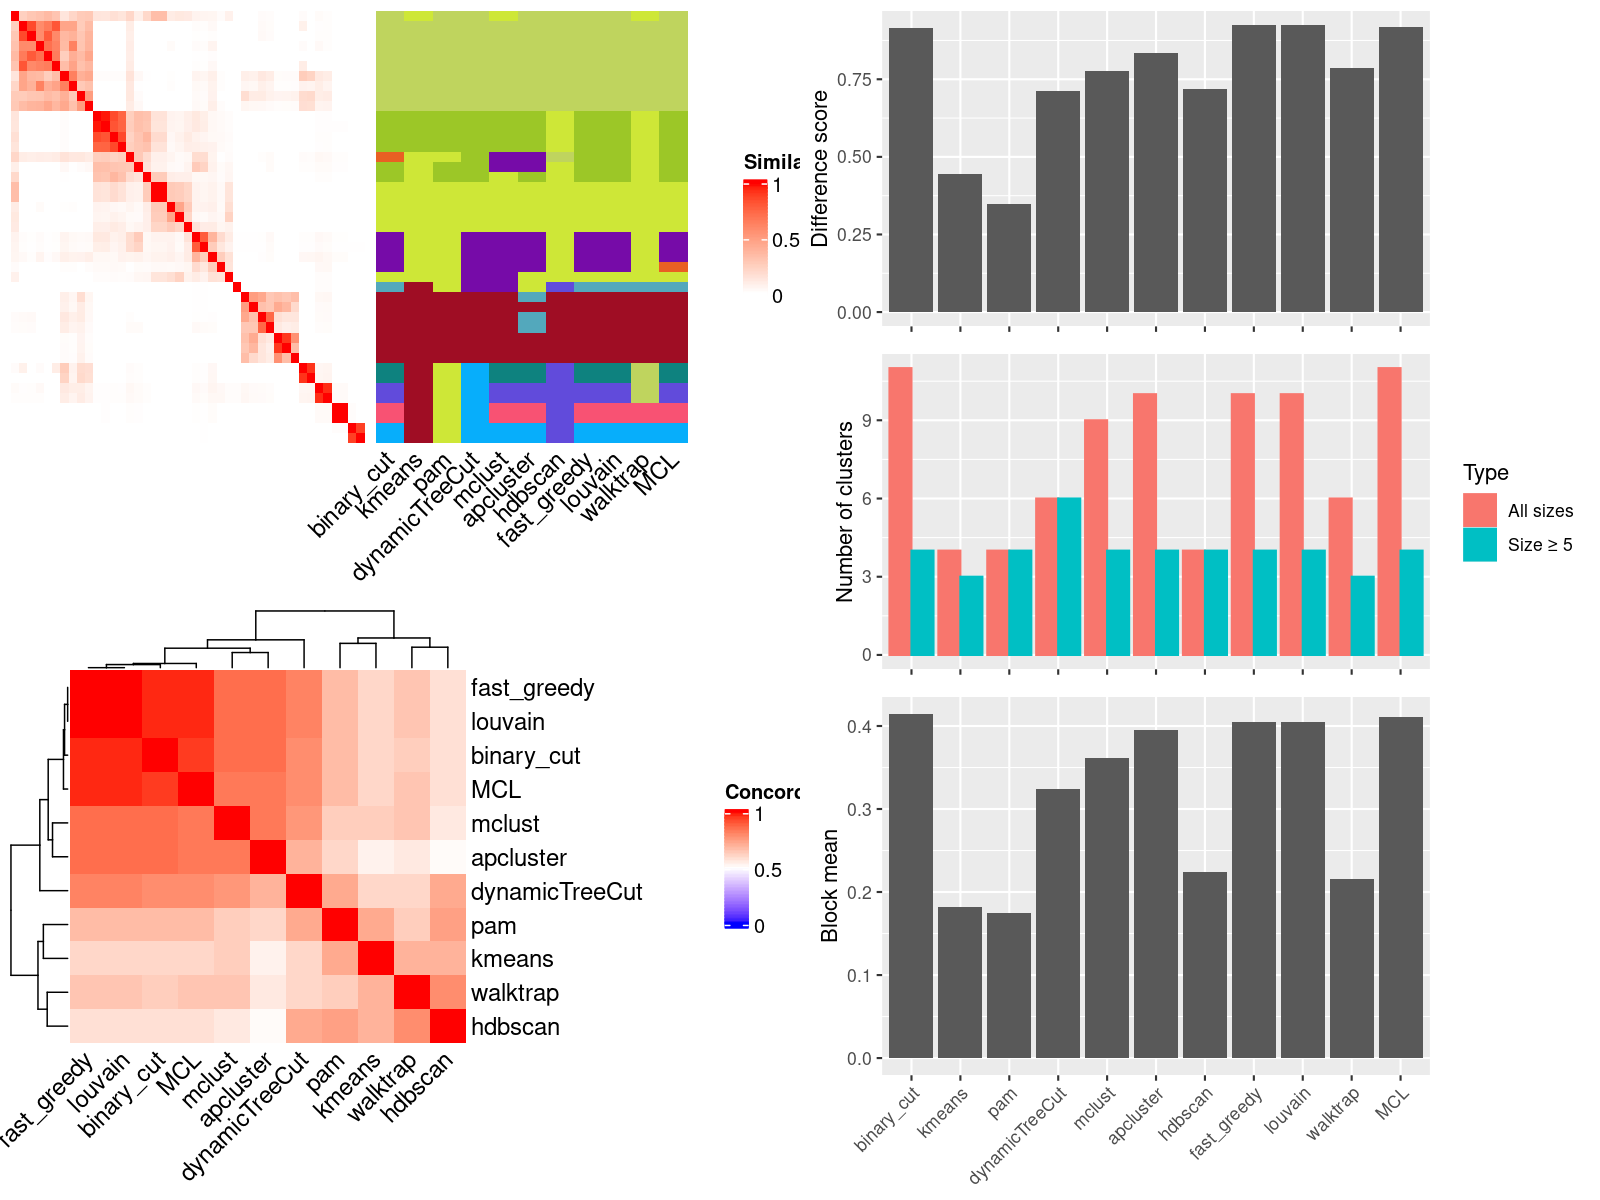 Simila
1
0.5
0
binary_cut
kmeans
pam
dynamicTreeCut
mclust
apcluster
hdbscan
fast_greedy
louvain
walktrap
MCL
fast_greedy
louvain
binary_cut
MCL
mclust
apcluster
dynamicTreeCut
pam
kmeans
walktrap
hdbscan
Concord
1
0.5
0
fast_greedy
louvain
binary_cut
MCL
mclust
apcluster
dynamicTreeCut
pam
kmeans
walktrap
hdbscan
Difference score
0.75
0.50
0.25
0.00
Number of clusters
9
6
3
0
Type
All sizes
Size ≥ 5
Block mean
0.4
0.3
0.2
0.1
0.0
binary_cut
kmeans
pam
dynamicTreeCut
mclust
apcluster
hdbscan
fast_greedy
louvain
walktrap
MCL